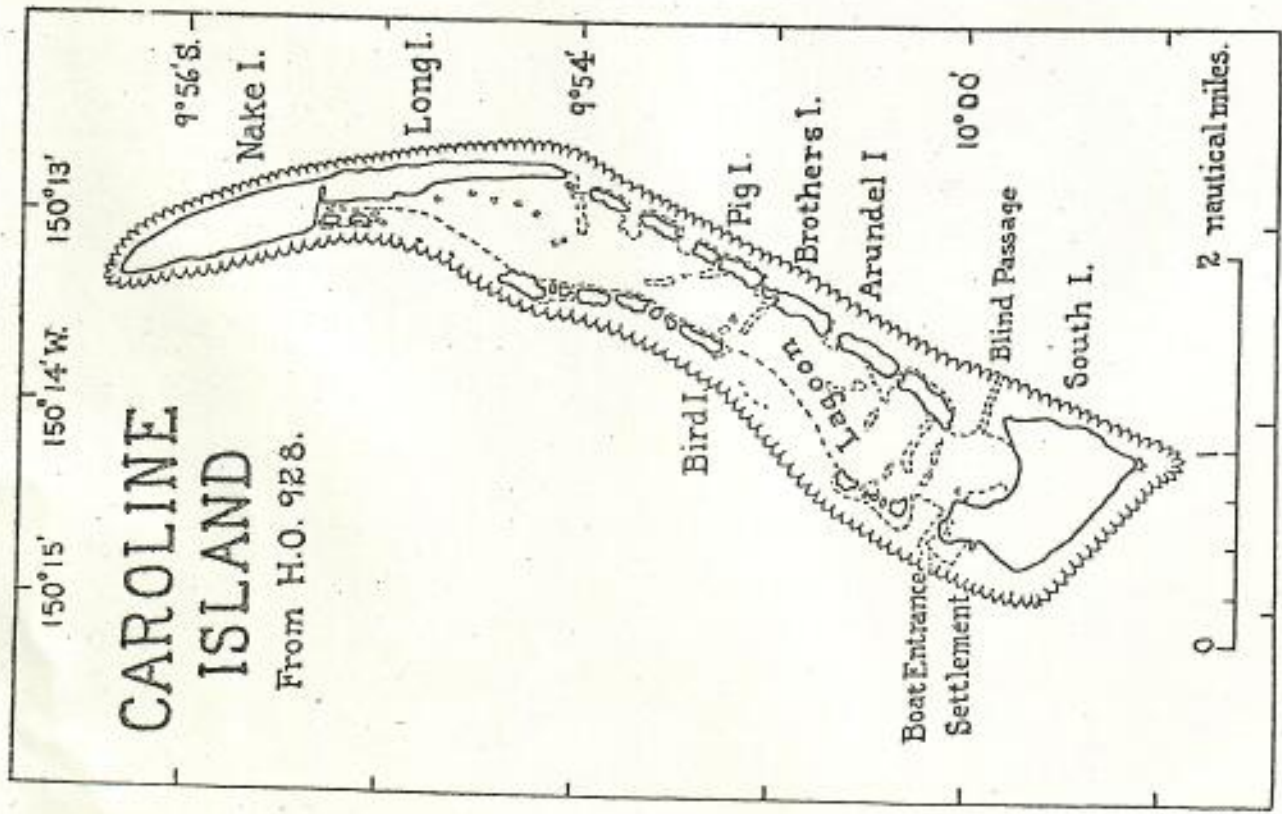 CAROLINE
ISLAND
From H.O. 928.
150°15'
150°14'W.
150°13'
9°56'S.
Nake I.
Long I.
9°54'
Bird I.
Pig I.
Brothers I.
Arundel I
Lagoon
10°00'
Blind Passage
South I.
Boat Entrance
Settlement
0 1 2 nautical miles.